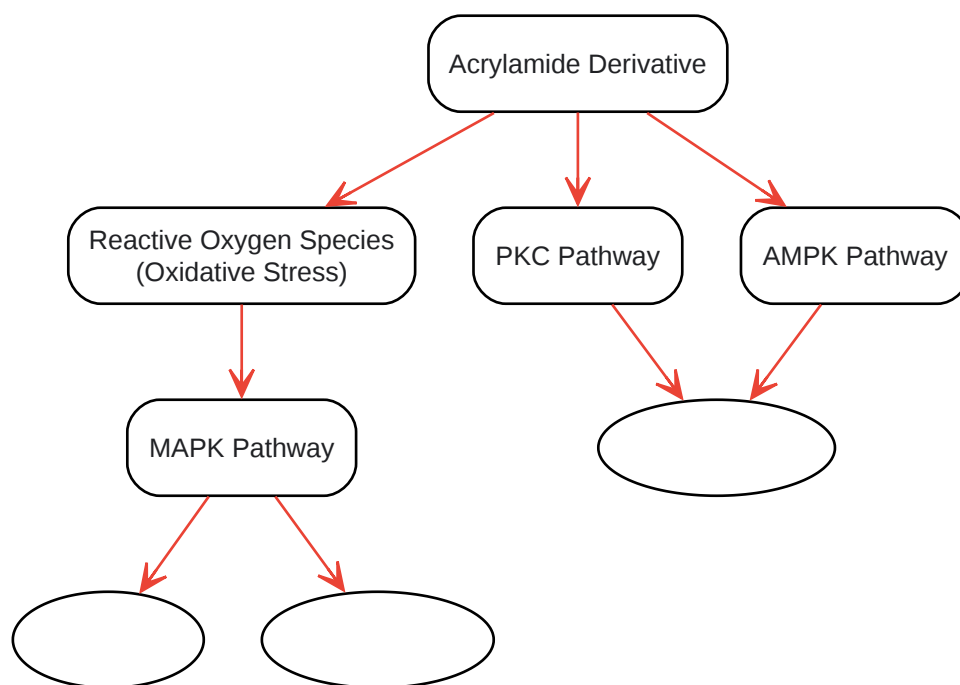 Acrylamide Derivative
Reactive Oxygen Species
(Oxidative Stress)
PKC Pathway
AMPK Pathway
MAPK Pathway